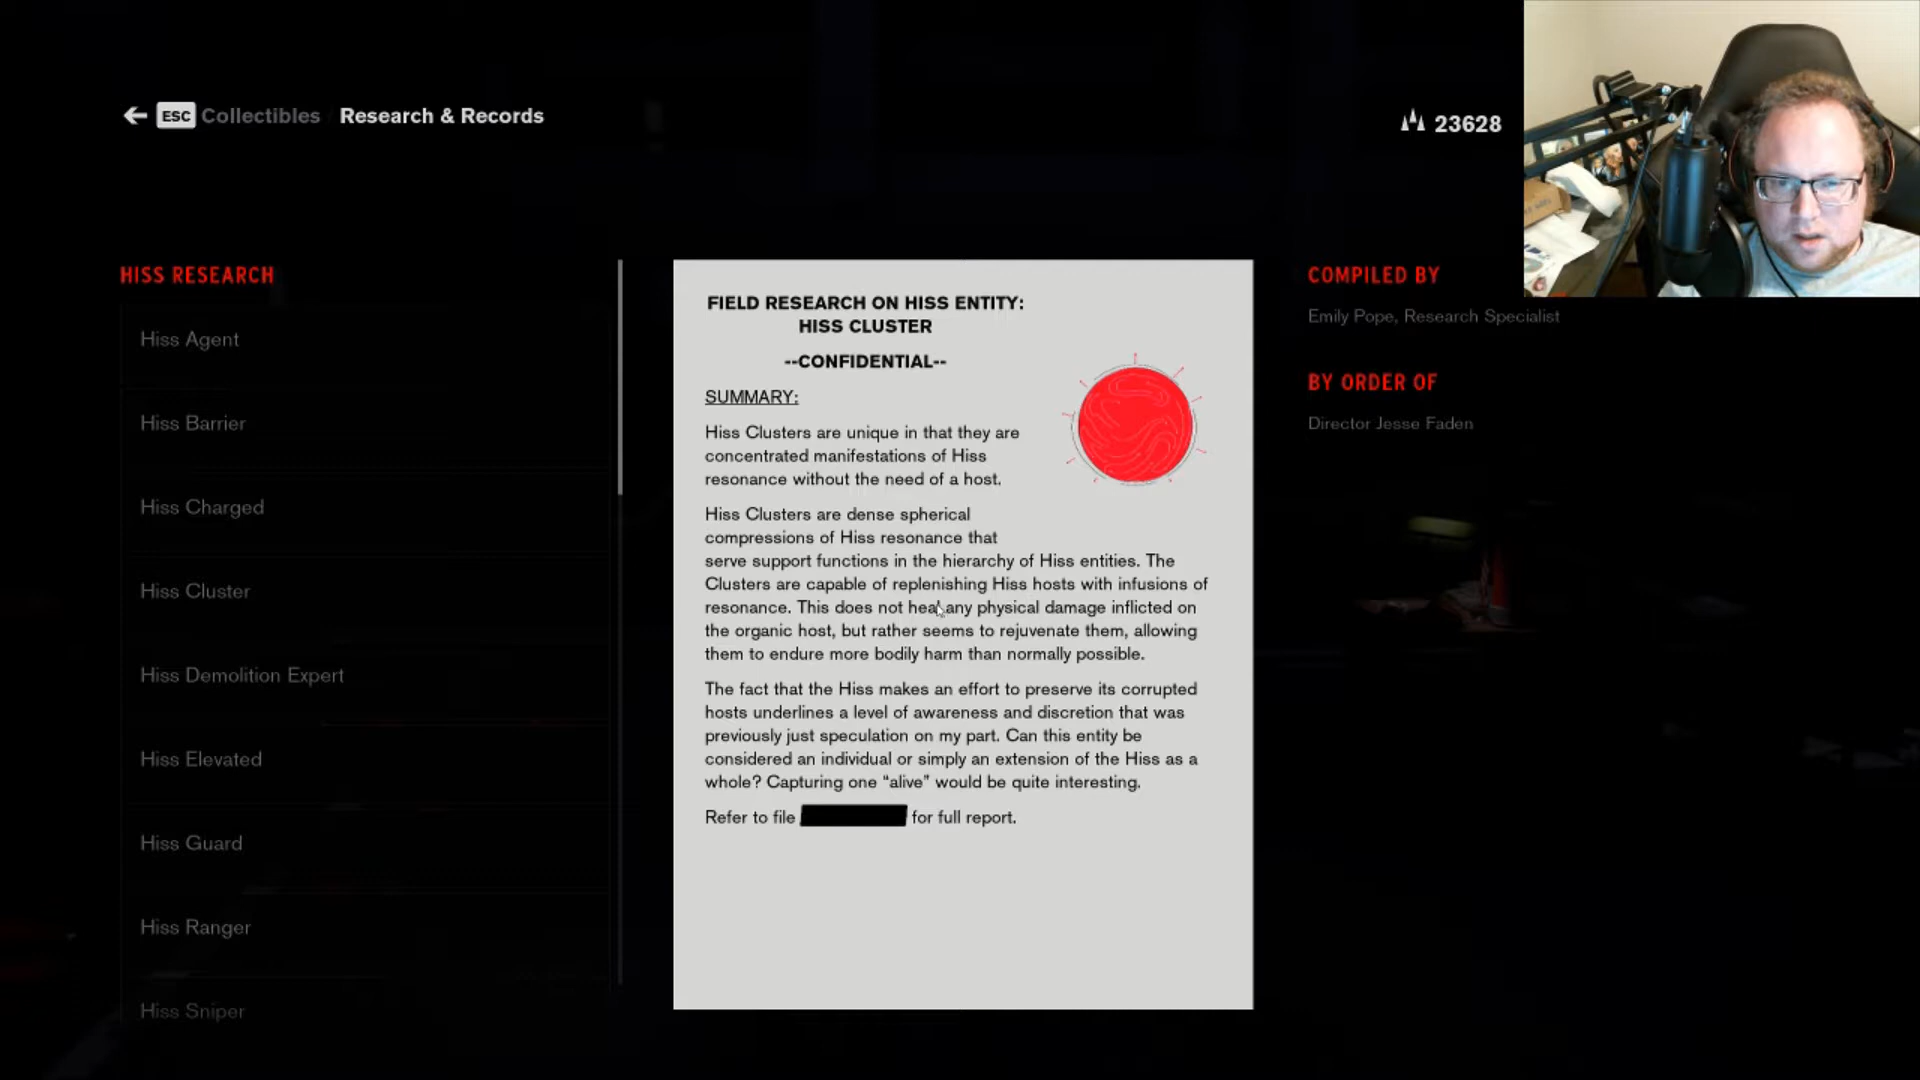 ESC Collectibles Research & Records
23628
HISS RESEARCH
Hiss Agent
Hiss Barrier
Hiss Charged
Hiss Cluster
Hiss Demolition Expert
Hiss Elevated
Hiss Guard
Hiss Ranger
Hiss Sniper
FIELD RESEARCH ON HISS ENTITY:
HISS CLUSTER
--CONFIDENTIAL--
SUMMARY:
Hiss Clusters are unique in that they are
concentrated manifestations of Hiss
resonance without the need of a host.
Hiss Clusters are dense spherical
compressions of Hiss resonance that
serve support functions in the hierarchy of Hiss entities. The
Clusters are capable of replenishing Hiss hosts with infusions of
resonance. This does not heal any physical damage inflicted on
the organic host, but rather seems to rejuvenate them, allowing
them to endure more bodily harm than normally possible.
The fact that the Hiss makes an effort to preserve its corrupted
hosts underlines a level of awareness and discretion that was
previously just speculation on my part. Can this entity be
considered an individual or simply an extension of the Hiss as a
whole? Capturing one “alive” would be quite interesting.
Refer to file for full report.
COMPILED BY
Emily Pope, Research Specialist
BY ORDER OF
Director Jesse Faden